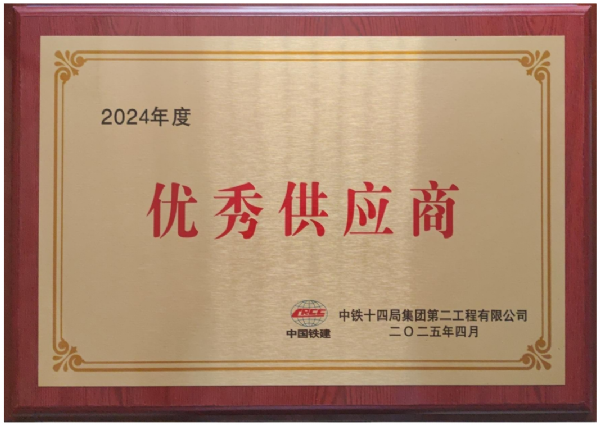 2024年度
优秀供应商
CRCC
中国铁建
中铁十四局集团第二工程有限公司
二〇二五年四月